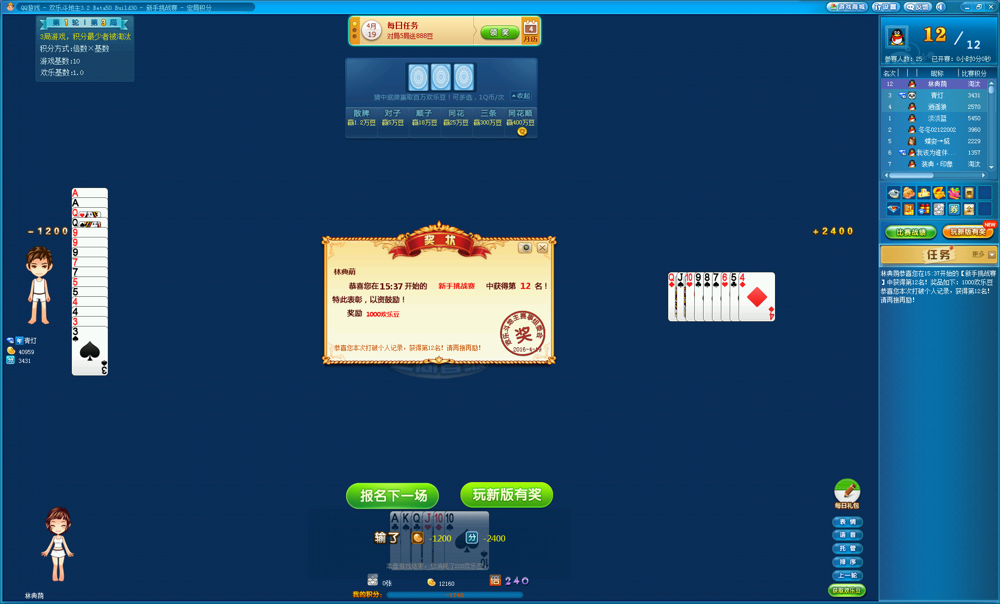 QQ游戏 - 欢乐斗地主3.2 Beta50 Build30 - 新手挑战赛 - 定局积分
游戏商城
设置
反馈
第1轮 | 第3局
3局游戏，积分最少者被淘汰
积分方式:倍数×基数
游戏基数:10
欢乐基数:1.0
4月
19
每日任务
对局5局送888豆
领 奖
4
月历
猜中底牌赢取百万欢乐豆！可多选，1Q币/次
收起
散牌 对子 顺子 同花 三条 同花顺
赢1.2万豆 赢5万豆 赢18万豆 赢25万豆 赢300万豆 赢400万豆
12 / 12
参赛人数: 25 已开赛: 0小时0分0秒
名次 昵称 比赛积分
12 林典荫 淘汰
3 青灯 3431
4 逍遥狼 2570
1 淡淡蓝 5450
2 冬冬02122002 3960
5 2229
6 我该为谁伴... 1357
7 装典·印像 淘汰
倍
财
券
金
比赛战绩
玩新版有奖
NEW
任务
更多
林典荫恭喜您在15:37开始的【新手挑战赛
】中获得第12名! 奖品如下: 1000欢乐豆
恭喜您本次打破个人记录, 获得第12名!
请再接再励!
-1200
A
A
Q
Q
9
9
9
7
7
5
5
4
4
3
3
3
年 青灯
40959
分 3431
+2400
Q J 10 9 8 7 6 5 4
4
奖 状
林典荫
恭喜您在15:37开始的 新手挑战赛 中获得第 12 名！
特此表彰，以资鼓励！
奖励 1000欢乐豆
欢乐斗地主赛事组委会
奖
2016-4-19
恭喜您本次打破个人记录, 获得第12名! 请再接再励!
报名下一场
玩新版有奖
A K Q J 10 10
10
输了 -1200 分 -2400
本盘游戏结束, 您消耗了220欢乐豆。
0张
12160
倍 240
我的积分: -1748
林典荫
每日礼包
表 情
语 音
托 管
排 序
上一轮
获取欢乐豆